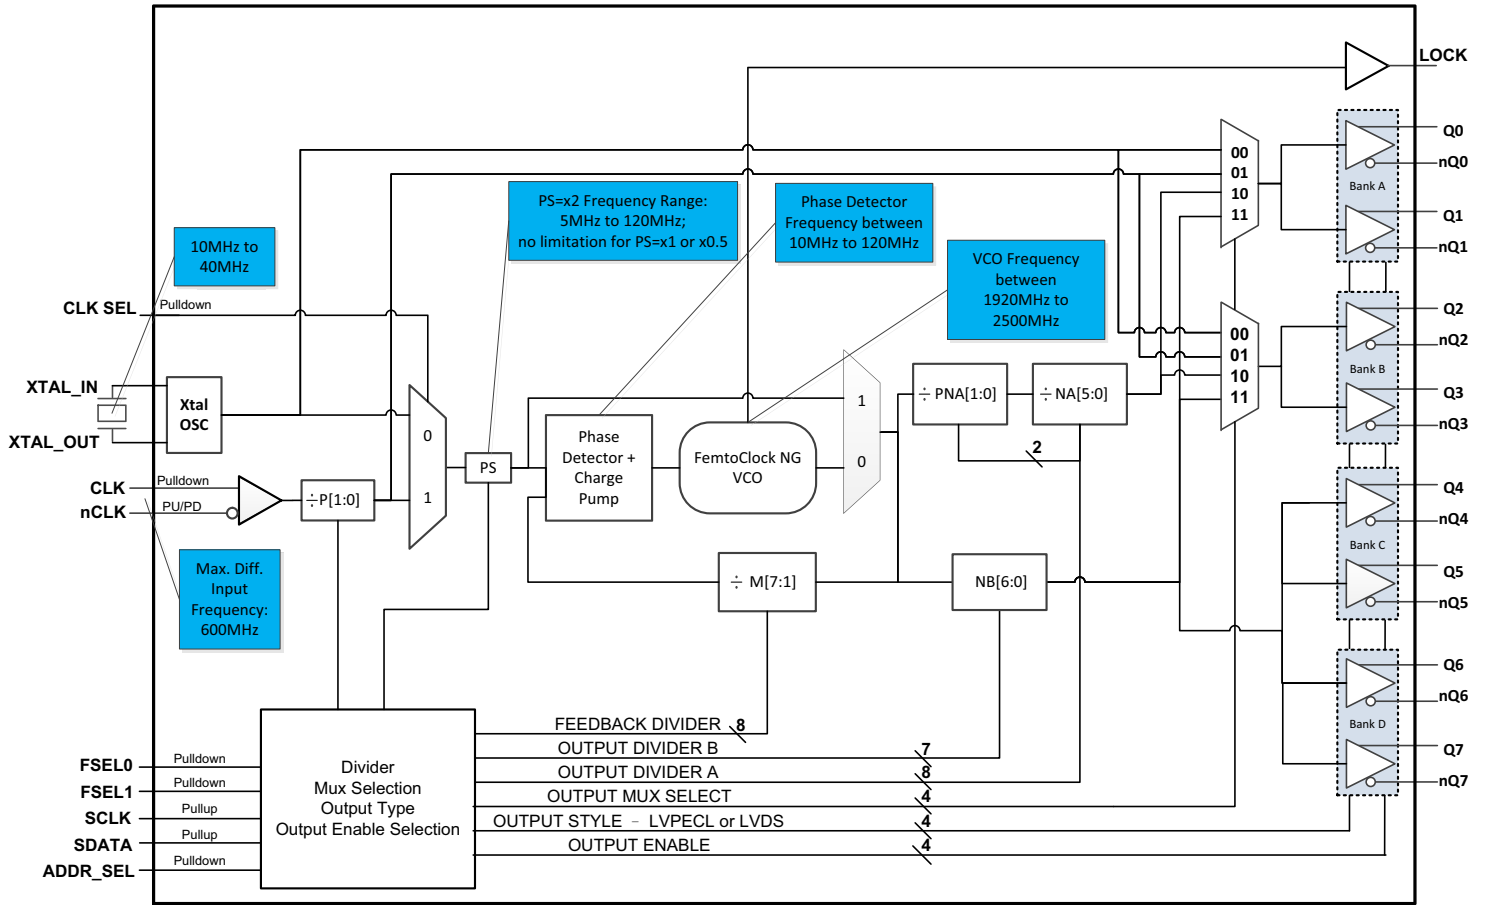 LOCK
Q0
nQ0
Bank A
Q1
nQ1
00
01
10
11
PS=x2 Frequency Range:
5MHz to 120MHz;
no limitation for PS=x1 or x0.5
Phase Detector
Frequency between
10MHz to 120MHz
10MHz to
40MHz
VCO Frequency
between
1920MHz to
2500MHz
CLK SEL
Pulldown
Q2
nQ2
Bank B
Q3
nQ3
00
01
10
11
XTAL_IN
XTAL_OUT
Xtal
OSC
0
1
PS
Phase
Detector +
Charge
Pump
FemtoClock NG
VCO
1
0
÷ PNA[1:0]
÷ NA[5:0]
2
CLK
Pulldown
nCLK
PU/PD
÷P[1:0]
Q4
nQ4
Bank C
Q5
nQ5
Max. Diff.
Input
Frequency:
600MHz
÷ M[7:1]
NB[6:0]
Q6
nQ6
Bank D
Q7
nQ7
FEEDBACK DIVIDER
8
OUTPUT DIVIDER B
7
OUTPUT DIVIDER A
8
OUTPUT MUX SELECT
4
OUTPUT STYLE – LVPECL or LVDS
4
OUTPUT ENABLE
4
FSEL0
Pulldown
FSEL1
Pulldown
SCLK
Pullup
SDATA
Pullup
ADDR_SEL
Pulldown
Divider
Mux Selection
Output Type
Output Enable Selection